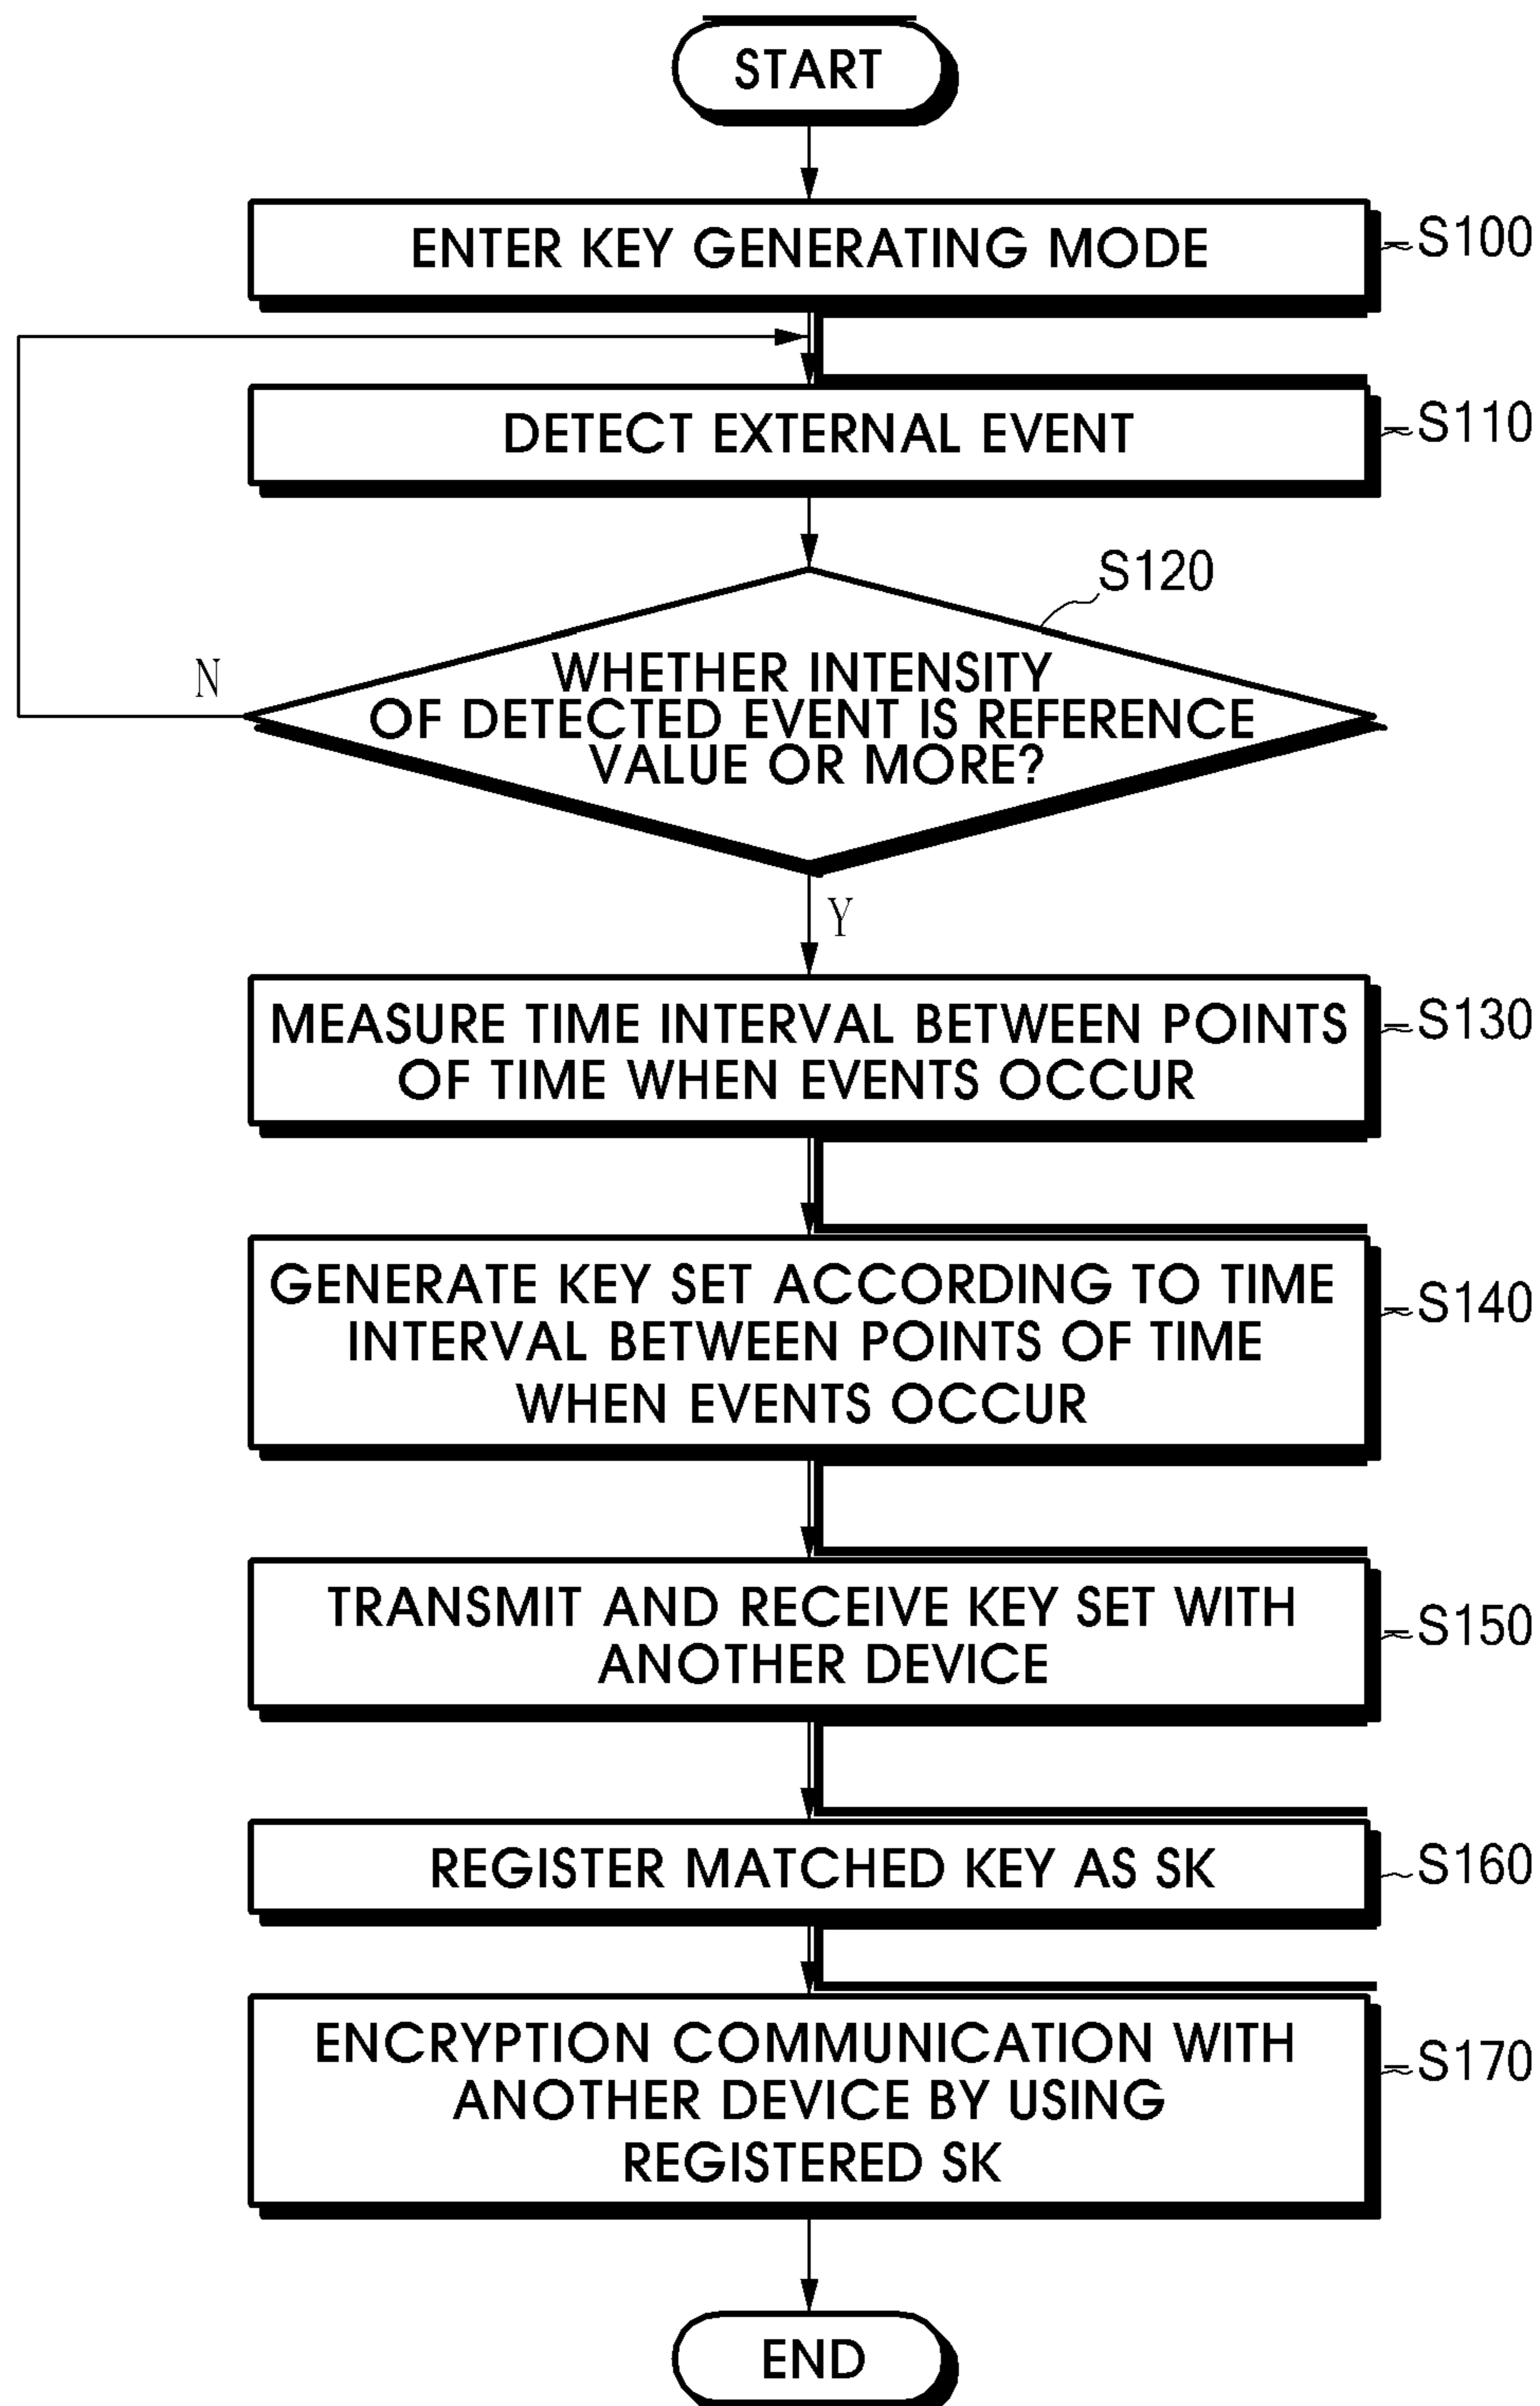 START
ENTER KEY GENERATING MODE
S100
DETECT EXTERNAL EVENT
S110
S120
WHETHER INTENSITY
OF DETECTED EVENT IS REFERENCE
VALUE OR MORE?
N
Y
MEASURE TIME INTERVAL BETWEEN POINTS
OF TIME WHEN EVENTS OCCUR
S130
GENERATE KEY SET ACCORDING TO TIME
INTERVAL BETWEEN POINTS OF TIME
WHEN EVENTS OCCUR
S140
TRANSMIT AND RECEIVE KEY SET WITH
ANOTHER DEVICE
S150
REGISTER MATCHED KEY AS SK
S160
ENCRYPTION COMMUNICATION WITH
ANOTHER DEVICE BY USING
REGISTERED SK
S170
END